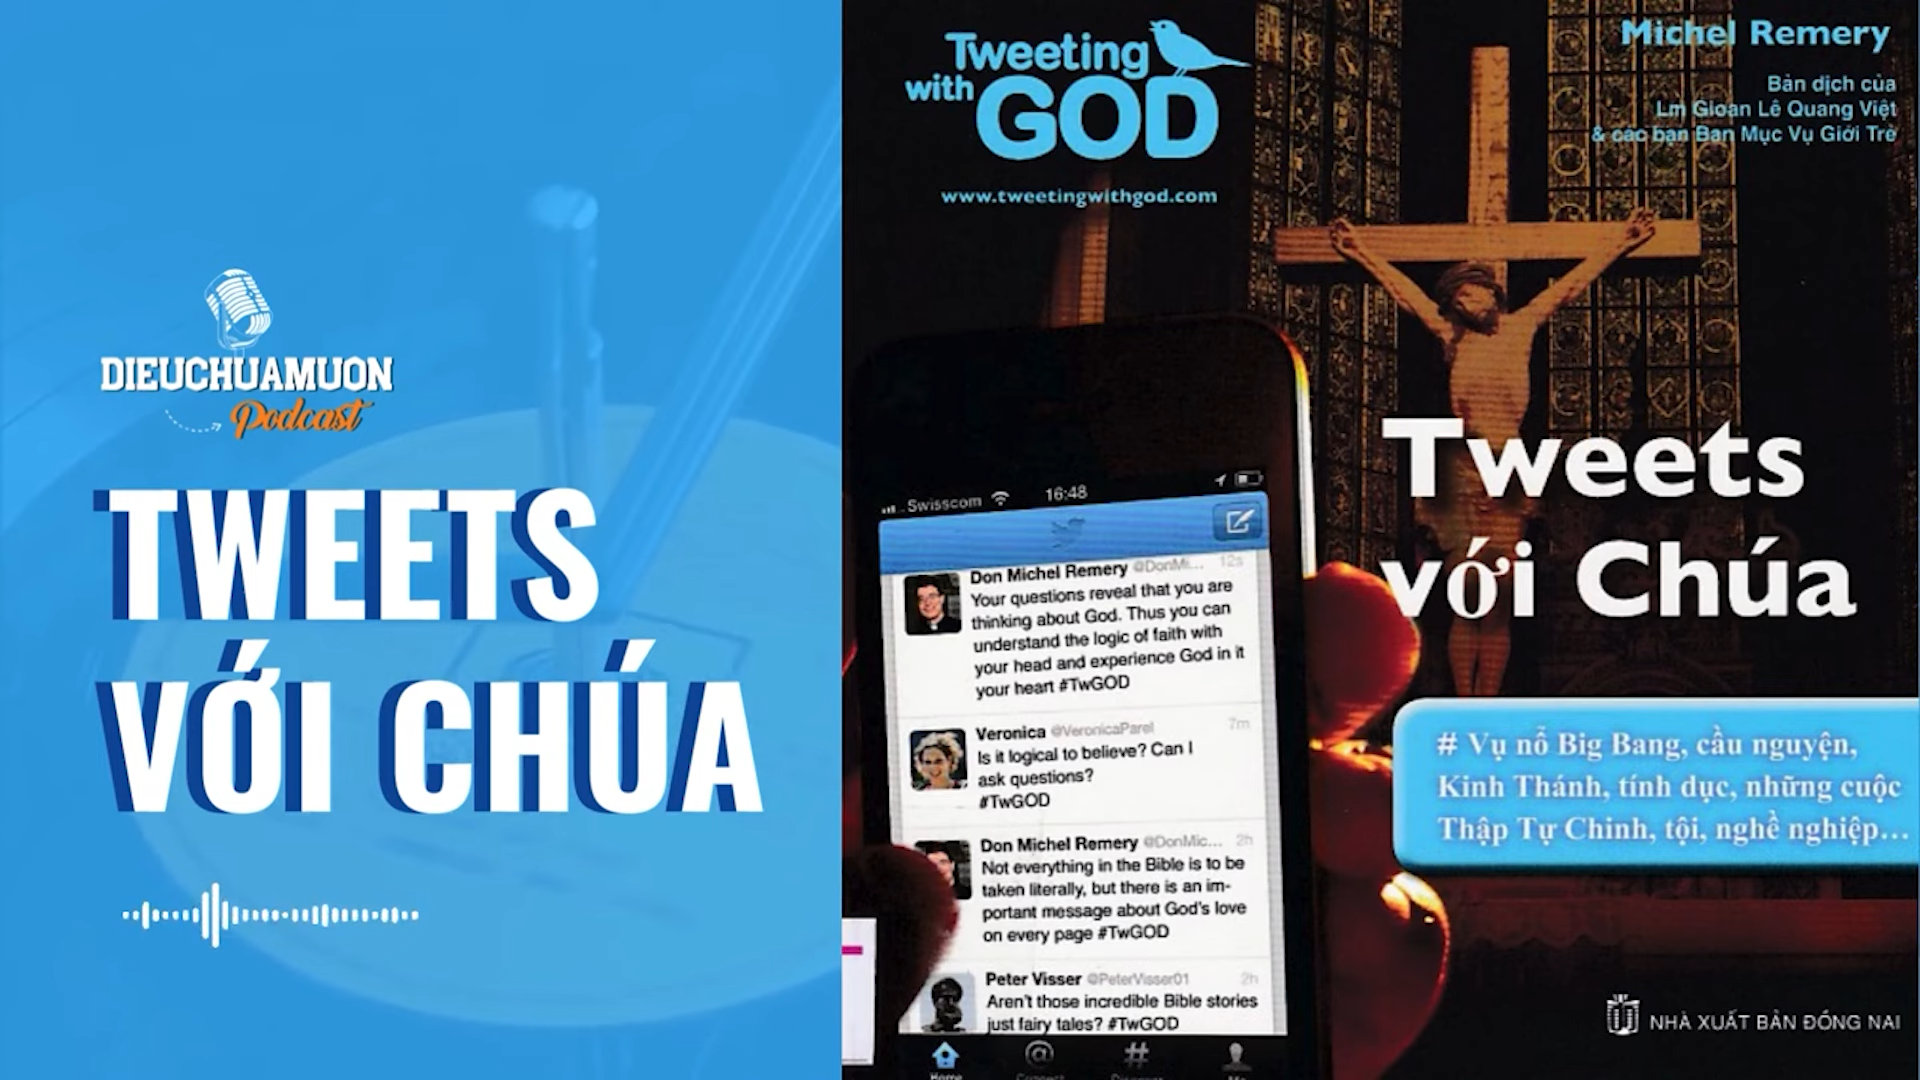 DIEUCHUAMUON
Podcast
TWEETS
VỚI CHÚA
Tweeting
with GOD
www.tweetingwithgod.com
Michel Remery
Bản dịch của
Lm Gioan Lê Quang Việt
& các bạn Ban Mục Vụ Giới Trẻ
Swisscom 16:48
Don Michel Remery @DonMi... 12s
Your questions reveal that you are
thinking about God. Thus you can
understand the logic of faith with
your head and experience God in it
your heart #TwGOD
Veronica @VeronicaParel 7m
Is it logical to believe? Can I
ask questions?
#TwGOD
Don Michel Remery @DonMic... 2h
Not everything in the Bible is to be
taken literally, but there is an im-
portant message about God's love
on every page #TwGOD
Peter Visser @PeterVisser01 2h
Aren't those incredible Bible stories
just fairy tales? #TwGOD
Home
Tweets
với Chúa
# Vụ nổ Big Bang, cầu nguyện,
Kinh Thánh, tính dục, những cuộc
Thập Tự Chinh, tội, nghề nghiệp...
NHÀ XUẤT BẢN ĐỒNG NAI